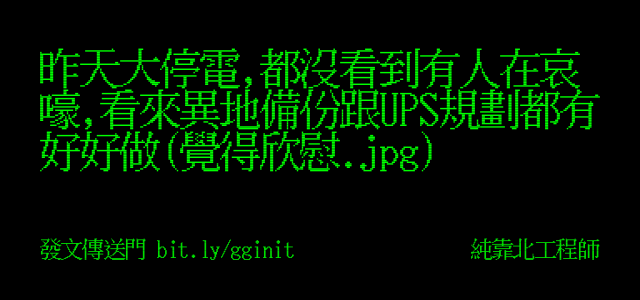 昨天大停電,都沒看到有人在哀
嚎,看來異地備份跟UPS規劃都有
好好做(覺得欣慰.jpg)
發文傳送門 bit.ly/gginit
純靠北工程師